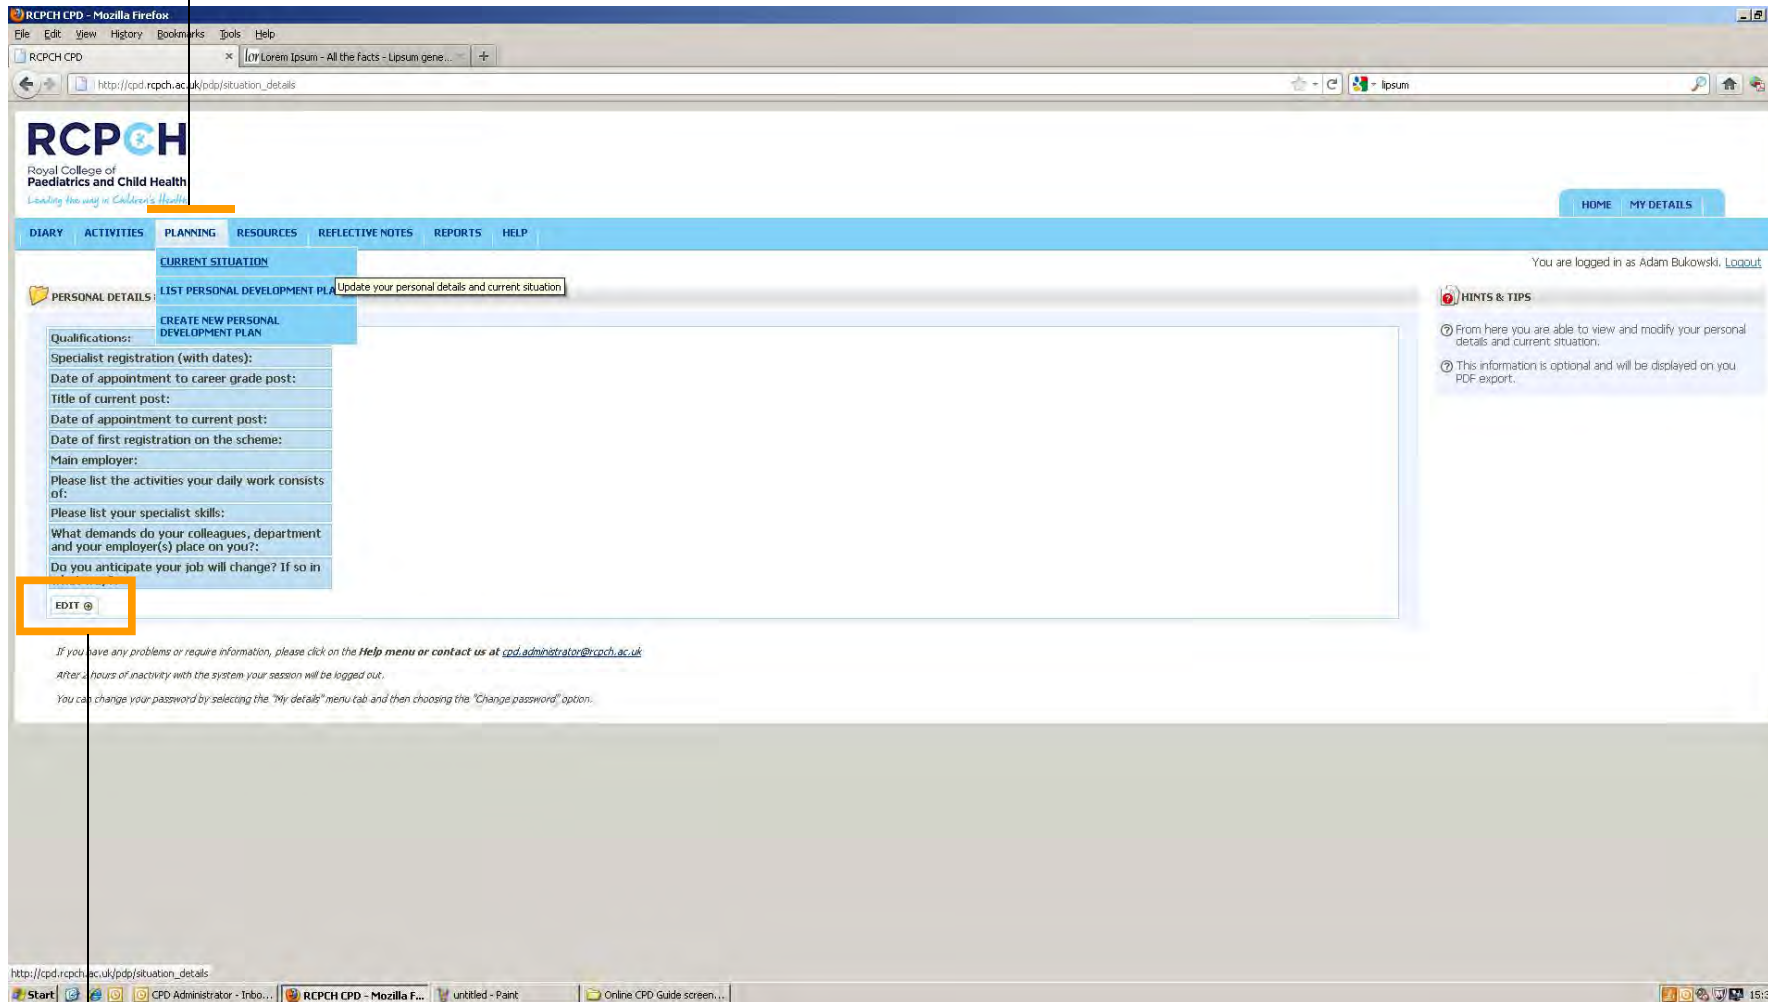 RCPCH CPD - Mozilla Firefox
File Edit View History Bookmarks Tools Help
RCPCH CPD × lor Lorem Ipsum - All the facts - Lipsum gene... +
http://cpd.rcpch.ac.uk/pdp/situation_details lipsum
RCPCH
Royal College of
Paediatrics and Child Health
Leading the way in Children's Health
HOME MY DETAILS
DIARY ACTIVITIES PLANNING RESOURCES REFLECTIVE NOTES REPORTS HELP
CURRENT SITUATION
You are logged in as Adam Bukowski. Logout
LIST PERSONAL DEVELOPMENT PLA
Update your personal details and current situation
PERSONAL DETAILS
HINTS & TIPS
CREATE NEW PERSONAL
DEVELOPMENT PLAN
From here you are able to view and modify your personal
details and current situation.
This information is optional and will be displayed on you
PDF export.
Qualifications:
Specialist registration (with dates):
Date of appointment to career grade post:
Title of current post:
Date of appointment to current post:
Date of first registration on the scheme:
Main employer:
Please list the activities your daily work consists
of:
Please list your specialist skills:
What demands do your colleagues, department
and your employer(s) place on you?:
Do you anticipate your job will change? If so in
EDIT
If you have any problems or require information, please click on the Help menu or contact us at cpd.administrator@rcpch.ac.uk
After 2 hours of inactivity with the system your session will be logged out.
You can change your password by selecting the "My details" menu tab and then choosing the "Change password" option.
http://cpd.rcpch.ac.uk/pdp/situation_details
Start CPD Administrator - Inbo... RCPCH CPD - Mozilla F... untitled - Paint Online CPD Guide screen... 15:3